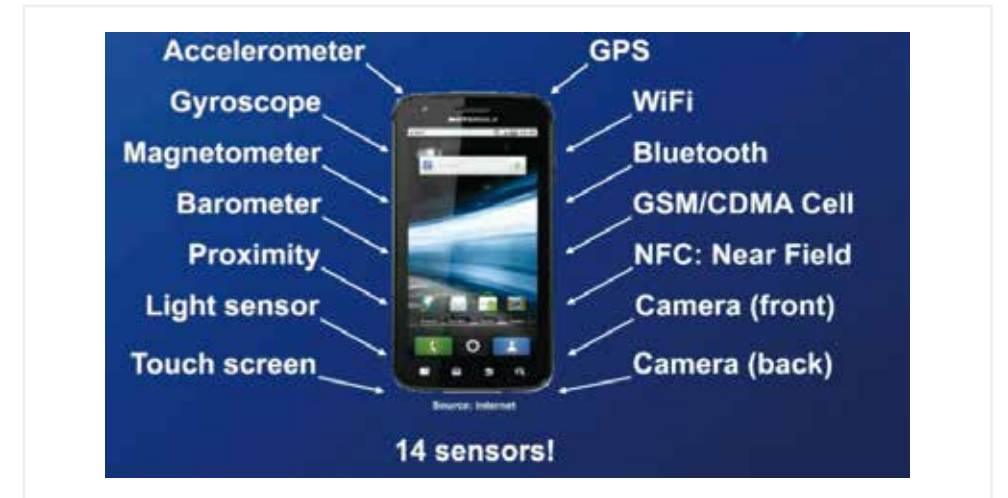 Accelerometer
Gyroscope
Magnetometer
Barometer
Proximity
Light sensor
Touch screen
GPS
WiFi
Bluetooth
GSM/CDMA Cell
NFC: Near Field
Camera (front)
Camera (back)
MOTOROLA
Source: Internet
14 sensors!